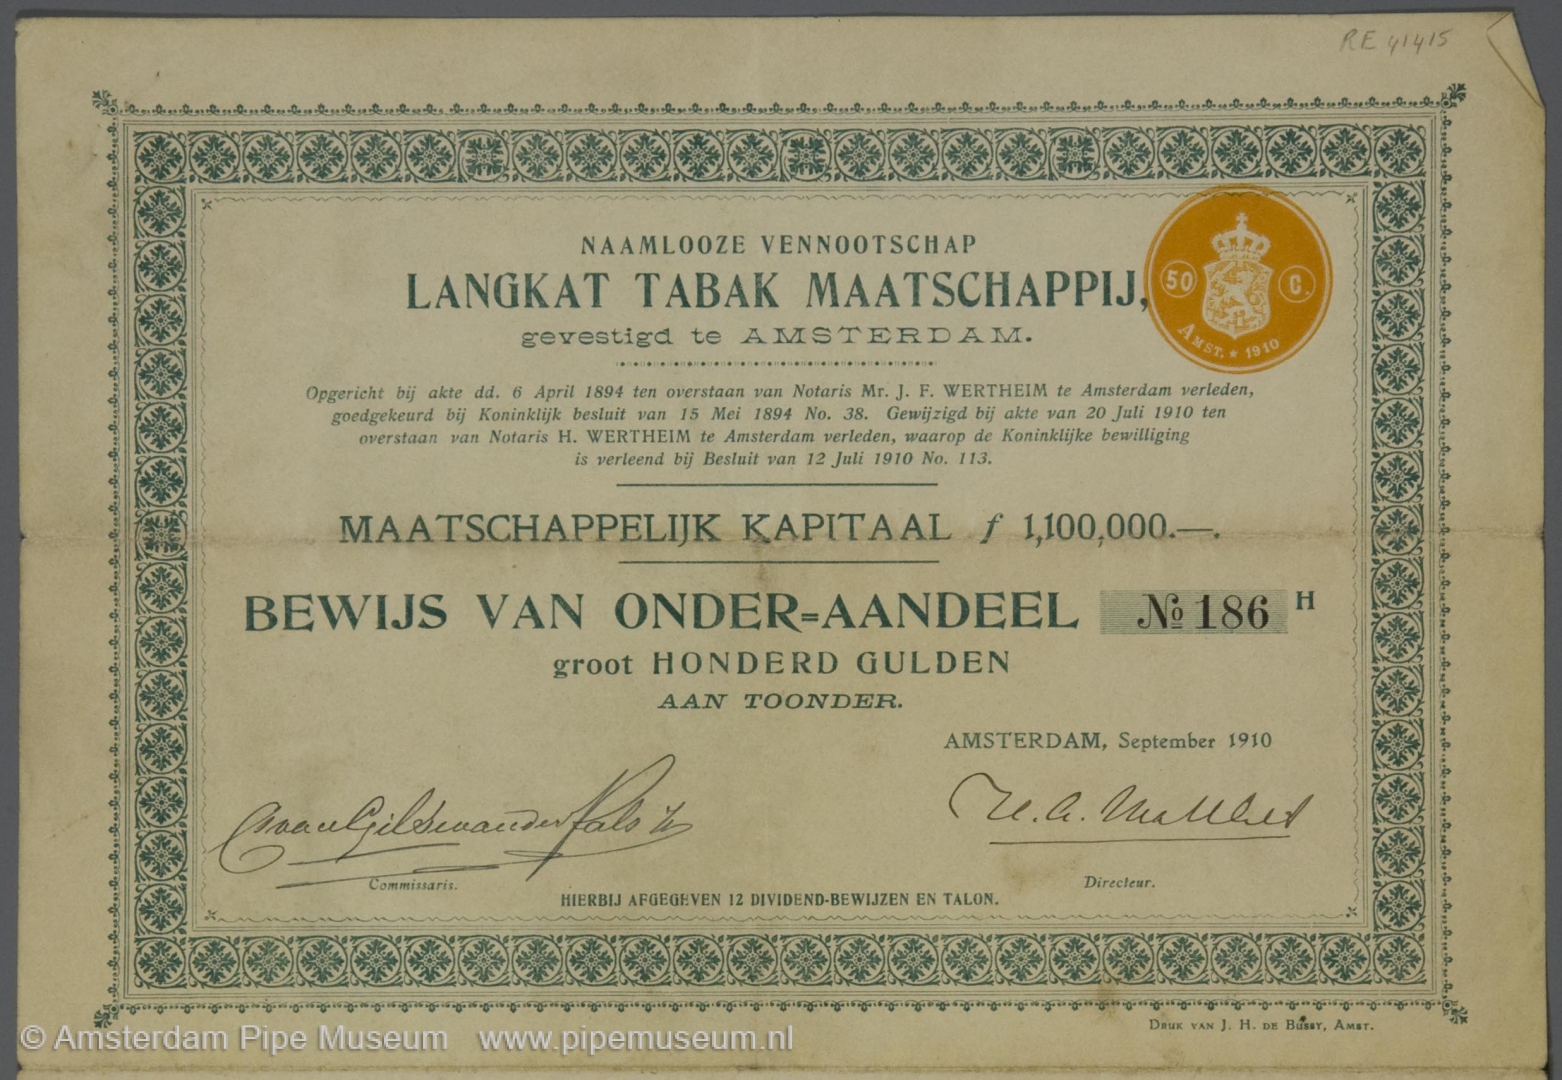 RE 41415
NAAMLOOZE VENNOOTSCHAP
LANGKAT TABAK MAATSCHAPPIJ,
gevestigd te AMSTERDAM.
50 C.
AMST. * 1910
Opgericht bij akte dd. 6 April 1894 ten overstaan van Notaris Mr. J. F. WERTHEIM te Amsterdam verleden,
goedgekeurd bij Koninklijk besluit van 15 Mei 1894 No. 38. Gewijzigd bij akte van 20 Juli 1910 ten
overstaan van Notaris H. WERTHEIM te Amsterdam verleden, waarop de Koninklijke bewilliging
is verleend bij Besluit van 12 Juli 1910 No. 113.
MAATSCHAPPELIJK KAPITAAL f 1,100,000.—.
BEWIJS VAN ONDER=AANDEEL № 186 H
groot HONDERD GULDEN
AAN TOONDER.
AMSTERDAM, September 1910
Commissaris.
Directeur.
HIERBIJ AFGEGEVEN 12 DIVIDEND-BEWIJZEN EN TALON.
DRUK VAN J. H. DE BUSSY, AMST.
© Amsterdam Pipe Museum www.pipemuseum.nl